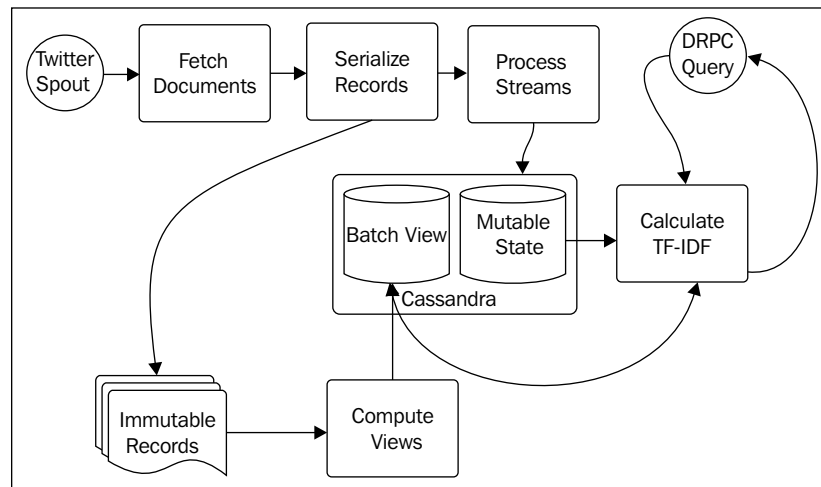 Twitter
Spout
Fetch
Documents
Serialize
Records
Process
Streams
DRPC
Query
Batch View
Mutable
State
Cassandra
Calculate
TF-IDF
Immutable
Records
Compute
Views